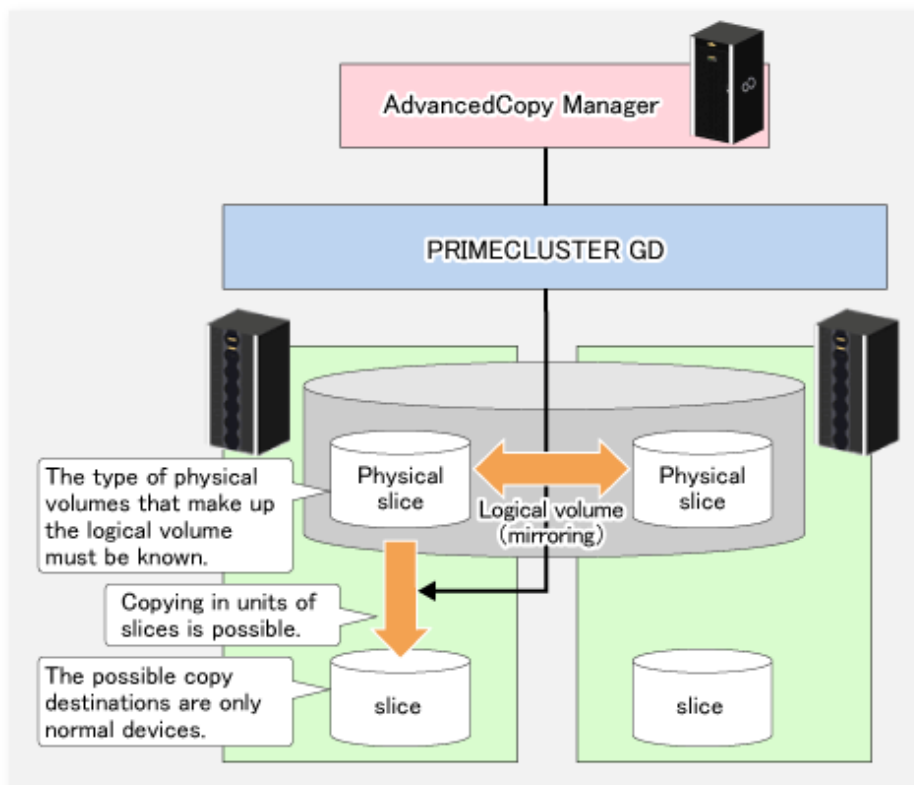 AdvancedCopy Manager
PRIMECLUSTER GD
The type of physical
volumes that make up
the logical volume
must be known.
Physical
slice
Logical volume
(mirroring)
Physical
slice
Copying in units of
slices is possible.
The possible copy
destinations are only
normal devices.
slice
slice